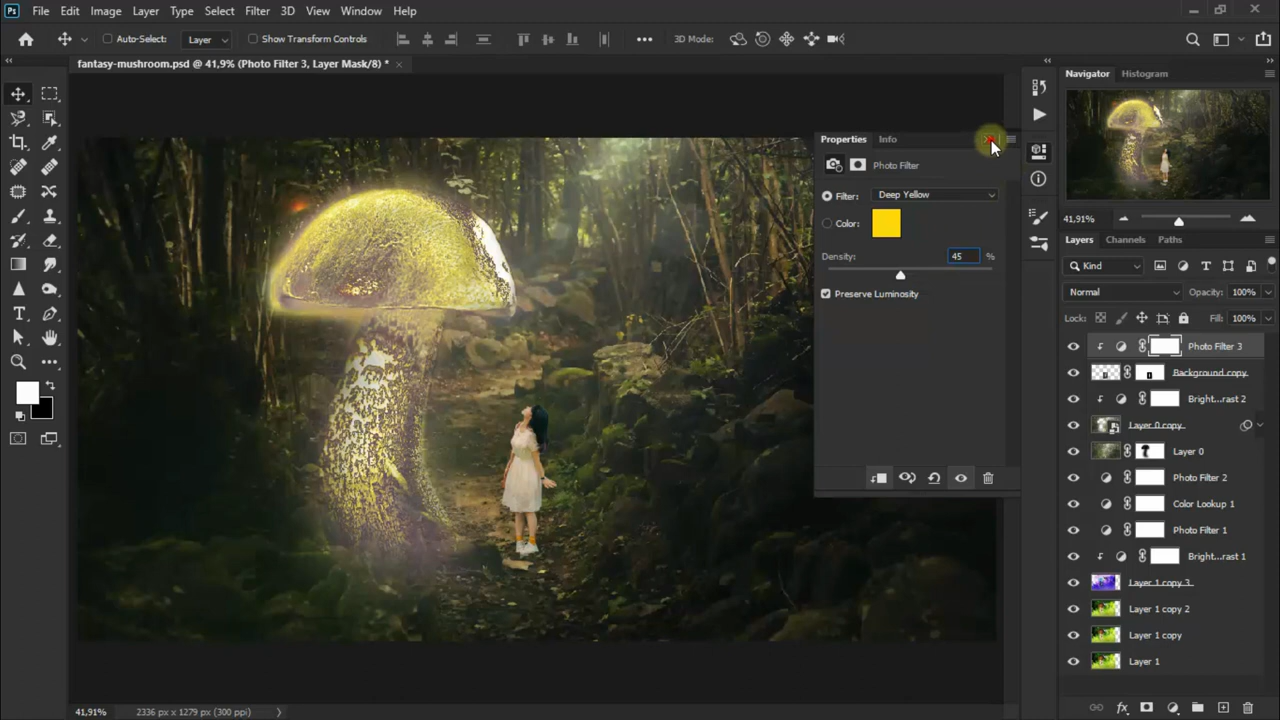 Ps File Edit Image Layer Type Select Filter 3D View Window Help
Auto-Select: Layer Show Transform Controls 3D Mode:
fantasy-mushroom.psd @ 41,9% (Photo Filter 3, Layer Mask/8) *
Navigator Histogram
Properties Info
Photo Filter
Filter: Deep Yellow
Color:
Density: 45 %
Preserve Luminosity
41,91%
Layers Channels Paths
Kind
Normal Opacity: 100%
Lock: Fill: 100%
Photo Filter 3
Background copy
Bright...rast 2
Layer 0 copy
Layer 0
Photo Filter 2
Color Lookup 1
Photo Filter 1
Bright...rast 1
Layer 1 copy 3
Layer 1 copy 2
Layer 1 copy
Layer 1
41,91% 2336 px x 1279 px (300 ppi)